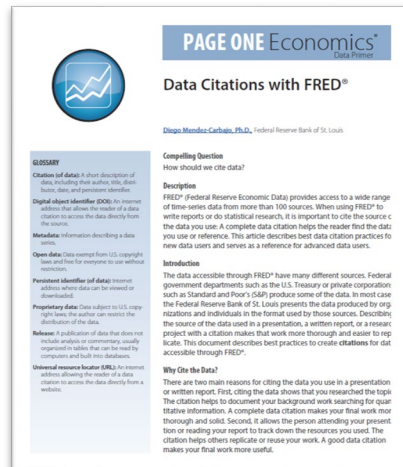 PAGE ONE Economics®
Data Primer
Data Citations with FRED®
Diego Mendez-Carbajo, Ph.D., Federal Reserve Bank of St. Louis
GLOSSARY
Citation (of data): A short description of
data, including their author, title, distri-
butor, date, and persistent identifier.
Digital object identifier (DOI): An internet
address that allows the reader of a data
citation to access the data directly from
the source.
Metadata: Information describing a data
series.
Open data: Data exempt from U.S. copyright
laws and free for everyone to use without
restriction.
Persistent identifier (of data): Internet
address where data can be viewed or
downloaded.
Proprietary data: Data subject to U.S. copy-
right laws; the author can restrict the
distribution of the data.
Release: A publication of data that does not
include analysis or commentary, usually
organized in tables that can be read by
computers and built into databases.
Universal resource locator (URL): An internet
address allowing the reader of a data
citation to access the data directly from a
website.
Compelling Question
How should we cite data?
Description
FRED® (Federal Reserve Economic Data) provides access to a wide range
of time-series data from more than 100 sources. When using FRED® to
write reports or do statistical research, it is important to cite the source o
the data you use: A complete data citation helps the reader find the data
you use or reference. This article describes best data citation practices fo
new data users and serves as a reference for advanced data users.
Introduction
The data accessible through FRED® have many different sources. Federal
government departments such as the U.S. Treasury or private corporation
such as Standard and Poor's (S&P) produce some of the data. In most case
the Federal Reserve Bank of St. Louis presents the data produced by orga
nizations and individuals in the format used by those sources. Describing
the source of the data used in a presentation, a written report, or a researc
project with a citation makes that work more thorough and easier to rep
licate. This document describes best practices to create citations for dat
accessible through FRED®.
Why Cite the Data?
There are two main reasons for citing the data you use in a presentation
or written report. First, citing the data shows that you researched the topi
The citation helps to document your background work searching for quan
titative information. A complete data citation makes your final work mor
thorough and solid. Second, it allows the person attending your present
tion or reading your report to track down the resources you used. The
citation helps others replicate or reuse your work. A good data citation
makes your final work more useful.